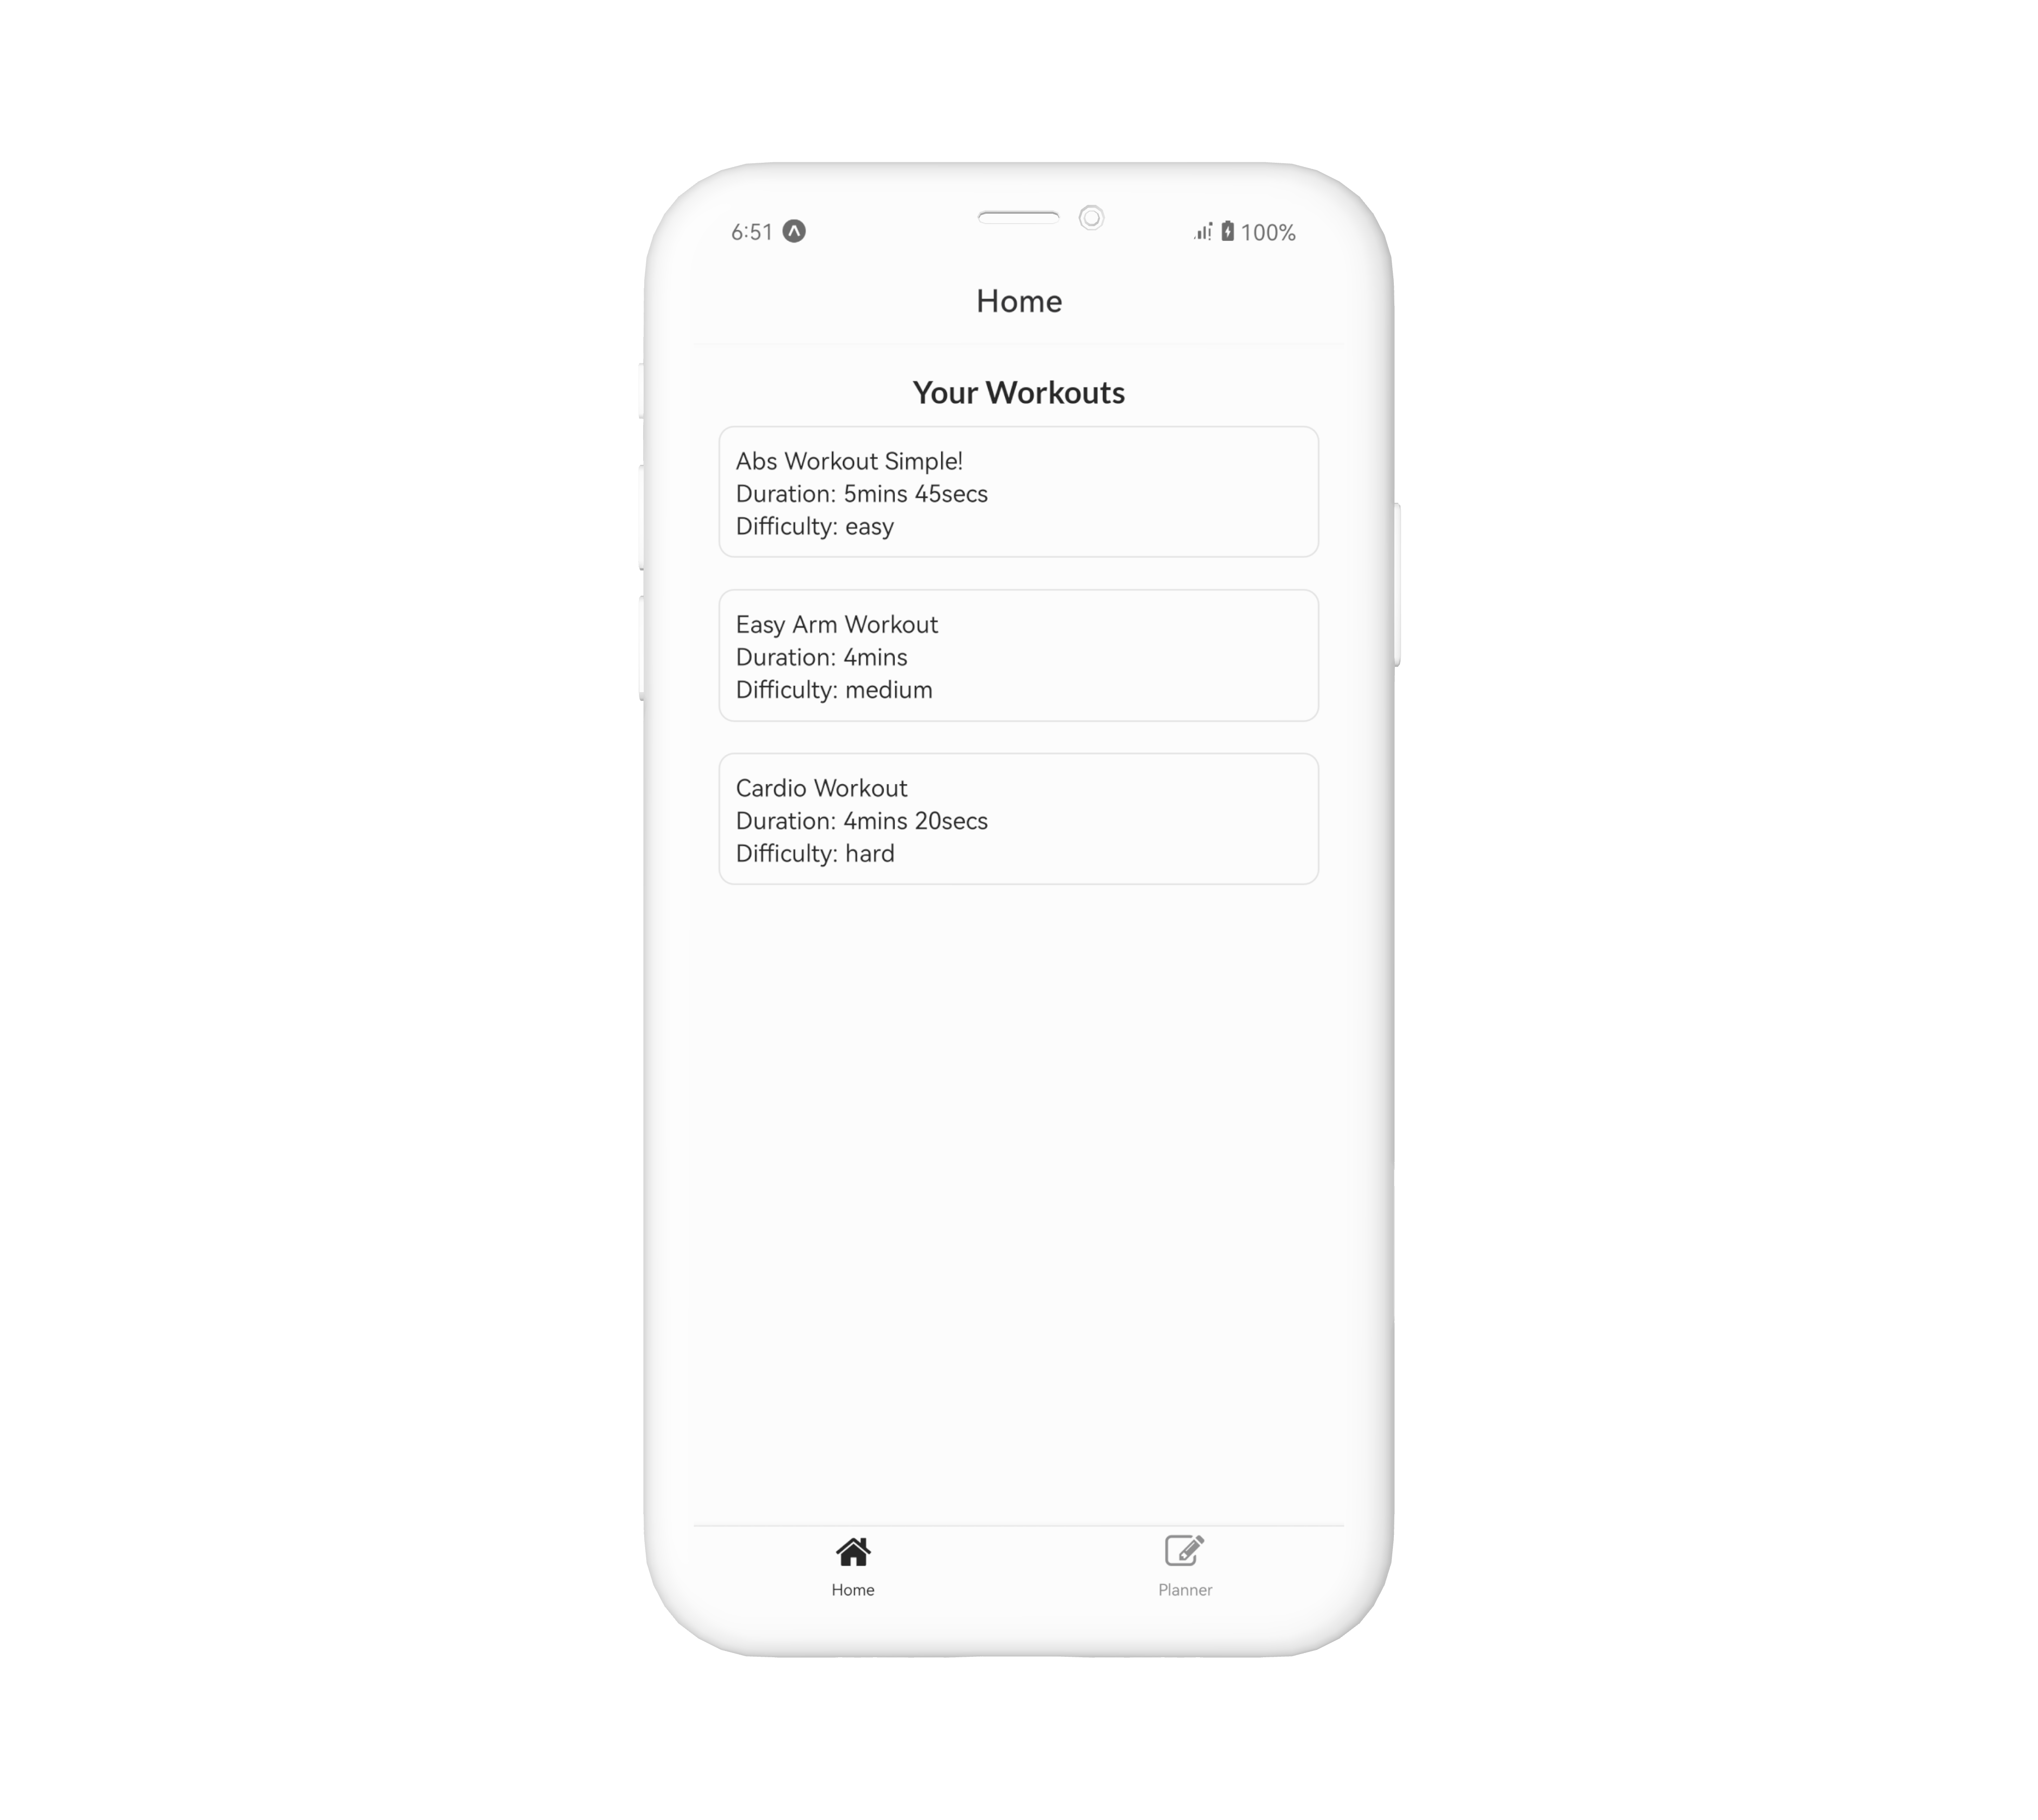 6:51
100%
Home
Your Workouts
Abs Workout Simple!
Duration: 5mins 45secs
Difficulty: easy
Easy Arm Workout
Duration: 4mins
Difficulty: medium
Cardio Workout
Duration: 4mins 20secs
Difficulty: hard
Home
Planner